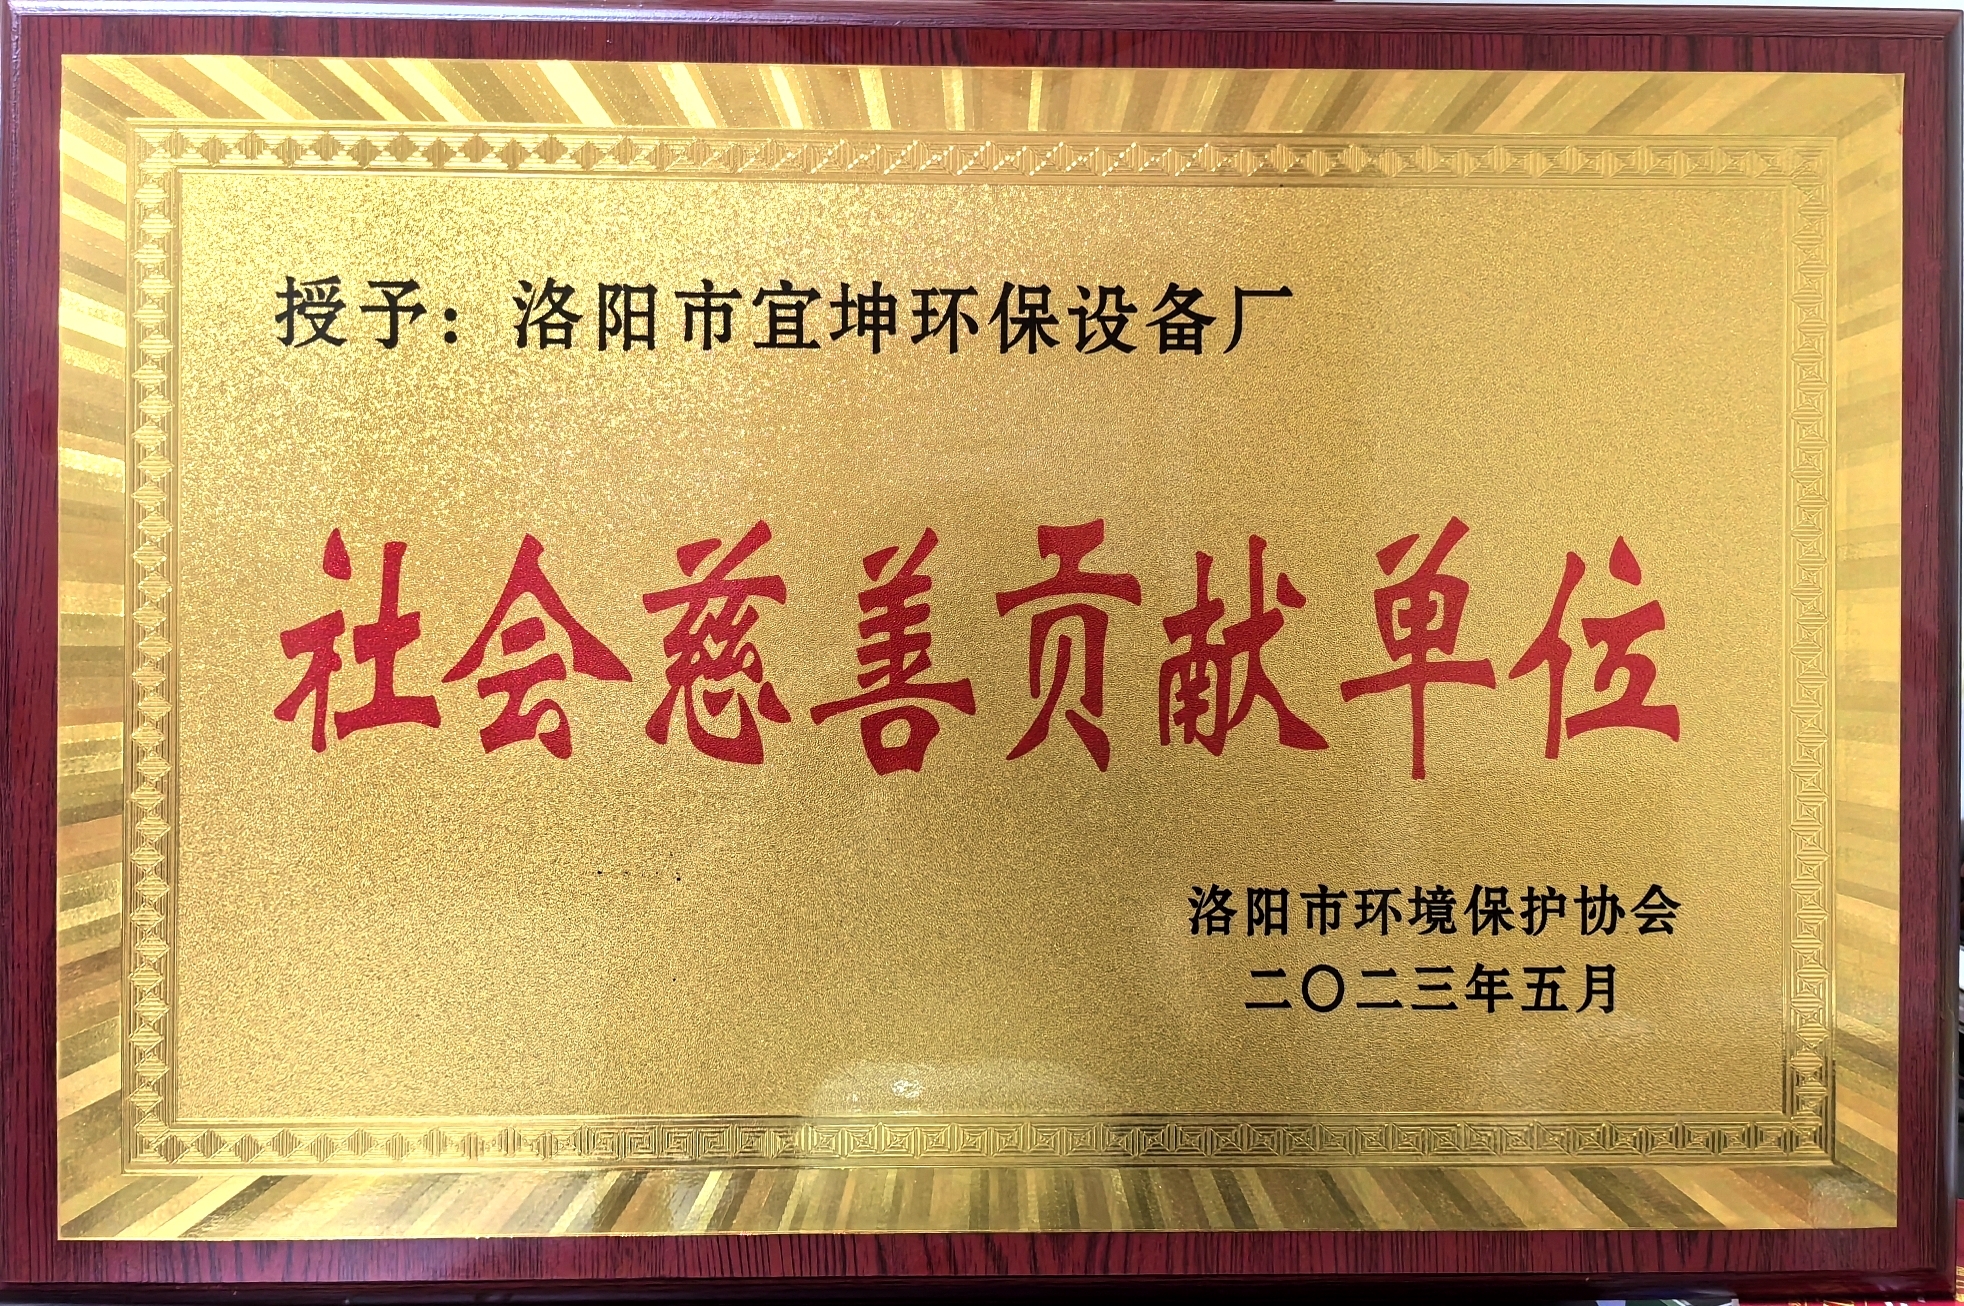 授予：洛阳市宜坤环保设备厂
社会慈善贡献单位
洛阳市环境保护协会
二〇二三年五月